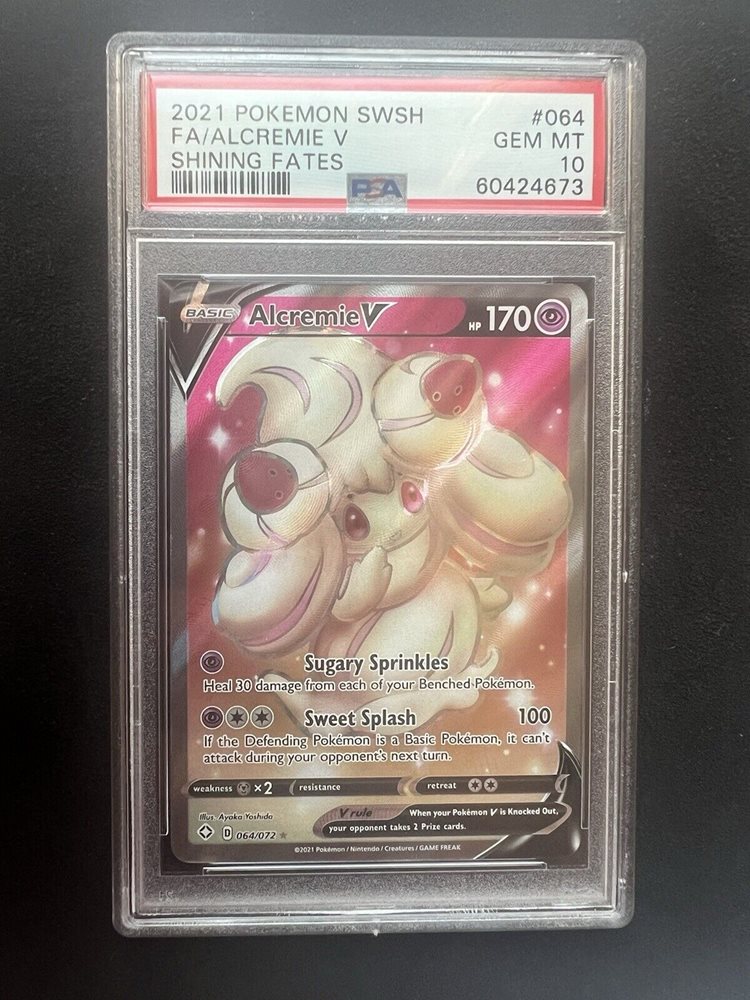 2021 POKEMON SWSH #064
FA/ALCREMIE V GEM MT
SHINING FATES 10
PSA 60424673
BASIC Alcremie V HP 170
Sugary Sprinkles
Heal 30 damage from each of your Benched Pokémon.
Sweet Splash 100
If the Defending Pokémon is a Basic Pokémon, it can't
attack during your opponent's next turn.
weakness ×2 resistance retreat
Illus. Ayaka Yoshida
V rule When your Pokémon V is Knocked Out,
your opponent takes 2 Prize cards.
D 064/072
©2021 Pokémon / Nintendo / Creatures / GAME FREAK